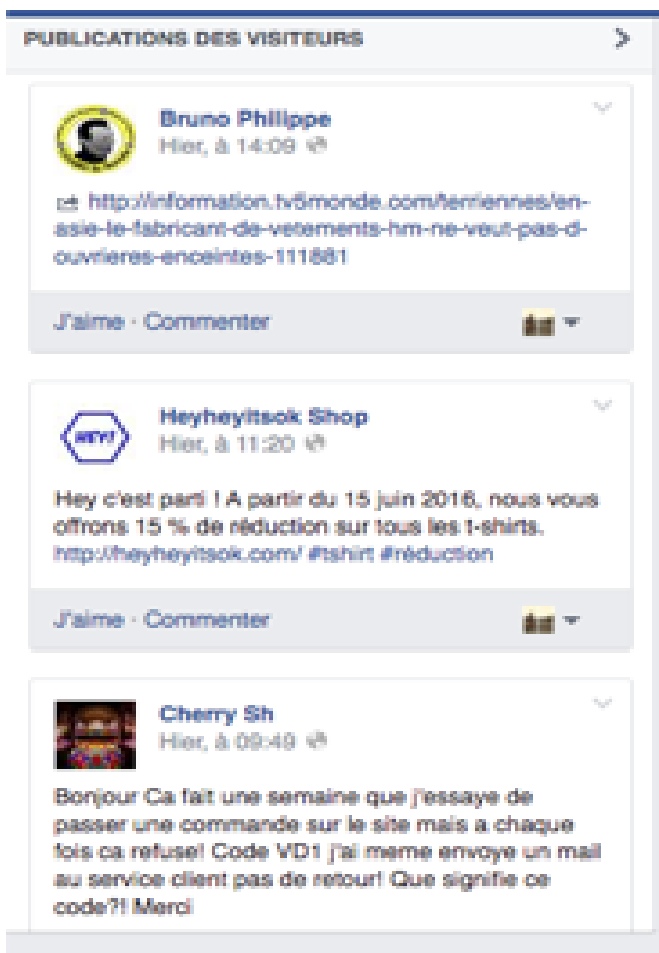 PUBLICATIONS DES VISITEURS
Bruno Philippe
Hier, à 14:09
http://information.tv5monde.com/terriennes/en-
asie-le-fabricant-de-vetements-hm-ne-veut-pas-d-
ouvrieres-enceintes-111881
J'aime · Commenter
HEY!
Heyheyitsok Shop
Hier, à 11:20
Hey c'est parti ! A partir du 15 juin 2016, nous vous
offrons 15 % de réduction sur tous les t-shirts.
http://heyheyitsok.com/ #tshirt #réduction
J'aime · Commenter
Cherry Sh
Hier, à 09:49
Bonjour Ca fait une semaine que j'essaye de
passer une commande sur le site mais a chaque
fois ca refuse! Code VD1 j'ai meme envoye un mail
au service client pas de retour! Que signifie ce
code?! Merci